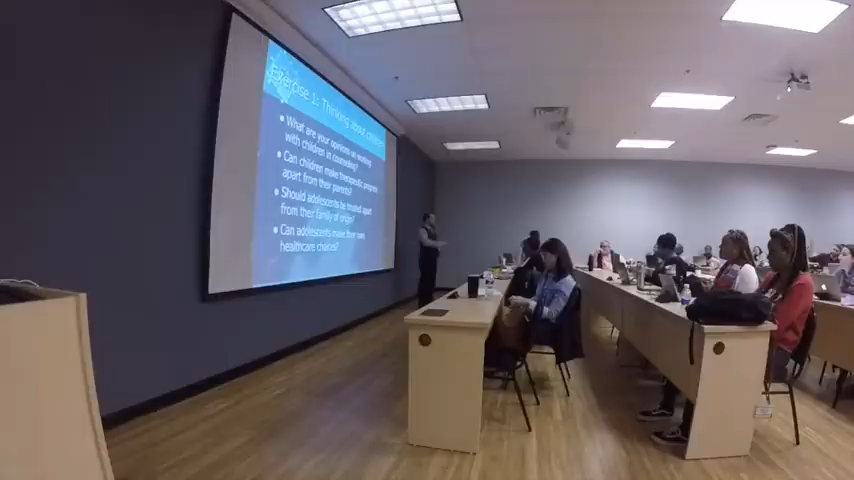 Exercise 1: Thinking about children
• What are your opinions on working
with children in counseling?
• Can children make therapeutic progress
apart from their parents?
• Should adolescents be treated apart
from their family of origin?
• Can adolescents make their own
healthcare choices?